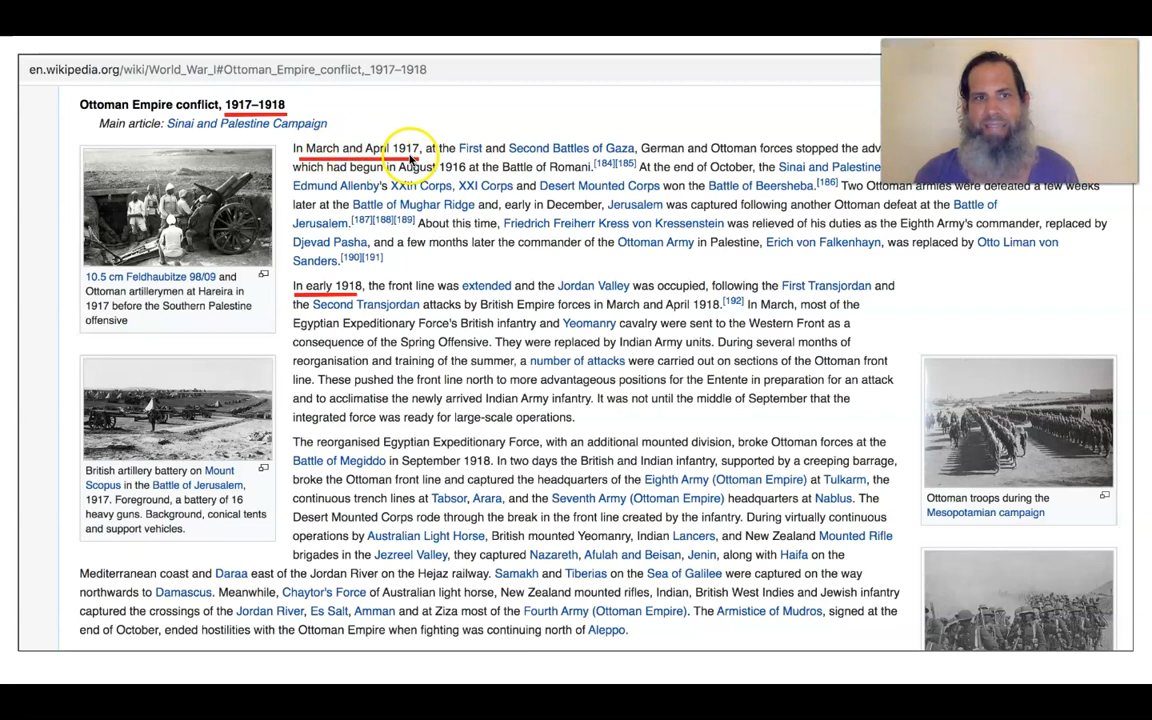 en.wikipedia.org/wiki/World_War_I#Ottoman_Empire_conflict,_1917–1918
Ottoman Empire conflict, 1917–1918
Main article: Sinai and Palestine Campaign
In March and April 1917, at the First and Second Battles of Gaza, German and Ottoman forces stopped the adv
which had begun in August 1916 at the Battle of Romani.[184][185] At the end of October, the Sinai and Palestine
Edmund Allenby's XXth Corps, XXI Corps and Desert Mounted Corps won the Battle of Beersheba.[186] Two Ottoman armies were defeated a few weeks
later at the Battle of Mughar Ridge and, early in December, Jerusalem was captured following another Ottoman defeat at the Battle of
Jerusalem.[187][188][189] About this time, Friedrich Freiherr Kress von Kressenstein was relieved of his duties as the Eighth Army's commander, replaced by
Djevad Pasha, and a few months later the commander of the Ottoman Army in Palestine, Erich von Falkenhayn, was replaced by Otto Liman von
Sanders.[190][191]
10.5 cm Feldhaubitze 98/09 and
Ottoman artillerymen at Hareira in
1917 before the Southern Palestine
offensive
In early 1918, the front line was extended and the Jordan Valley was occupied, following the First Transjordan and
the Second Transjordan attacks by British Empire forces in March and April 1918.[192] In March, most of the
Egyptian Expeditionary Force's British infantry and Yeomanry cavalry were sent to the Western Front as a
consequence of the Spring Offensive. They were replaced by Indian Army units. During several months of
reorganisation and training of the summer, a number of attacks were carried out on sections of the Ottoman front
line. These pushed the front line north to more advantageous positions for the Entente in preparation for an attack
and to acclimatise the newly arrived Indian Army infantry. It was not until the middle of September that the
integrated force was ready for large-scale operations.
British artillery battery on Mount
Scopus in the Battle of Jerusalem,
1917. Foreground, a battery of 16
heavy guns. Background, conical tents
and support vehicles.
The reorganised Egyptian Expeditionary Force, with an additional mounted division, broke Ottoman forces at the
Battle of Megiddo in September 1918. In two days the British and Indian infantry, supported by a creeping barrage,
broke the Ottoman front line and captured the headquarters of the Eighth Army (Ottoman Empire) at Tulkarm, the
continuous trench lines at Tabsor, Arara, and the Seventh Army (Ottoman Empire) headquarters at Nablus. The
Desert Mounted Corps rode through the break in the front line created by the infantry. During virtually continuous
operations by Australian Light Horse, British mounted Yeomanry, Indian Lancers, and New Zealand Mounted Rifle
brigades in the Jezreel Valley, they captured Nazareth, Afulah and Beisan, Jenin, along with Haifa on the
Mediterranean coast and Daraa east of the Jordan River on the Hejaz railway. Samakh and Tiberias on the Sea of Galilee were captured on the way
northwards to Damascus. Meanwhile, Chaytor's Force of Australian light horse, New Zealand mounted rifles, Indian, British West Indies and Jewish infantry
captured the crossings of the Jordan River, Es Salt, Amman and at Ziza most of the Fourth Army (Ottoman Empire). The Armistice of Mudros, signed at the
end of October, ended hostilities with the Ottoman Empire when fighting was continuing north of Aleppo.
Ottoman troops during the
Mesopotamian campaign